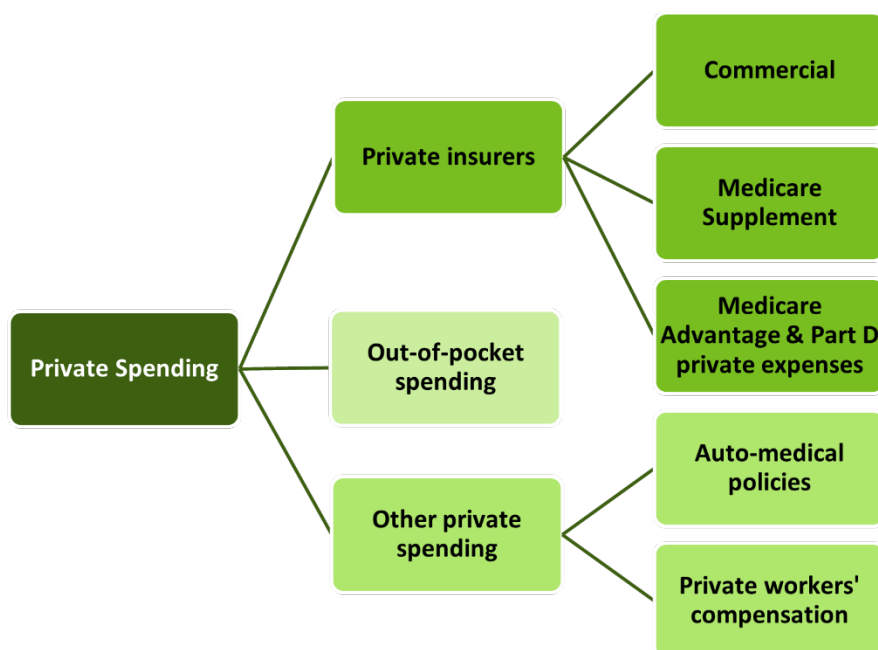 Private Spending
Private insurers
Commercial
Medicare
Supplement
Medicare
Advantage & Part D
private expenses
Out-of-pocket
spending
Other private
spending
Auto-medical
policies
Private workers'
compensation